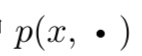 p(x, • )